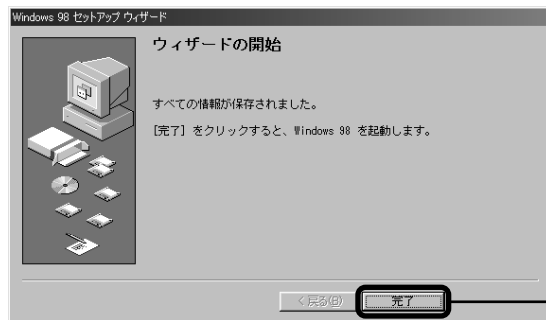 Windows 98 セットアップ ウィザード
ウィザードの開始
すべての情報が保存されました。
[完了] をクリックすると、Windows 98 を起動します。
< 戻る(B)
完了